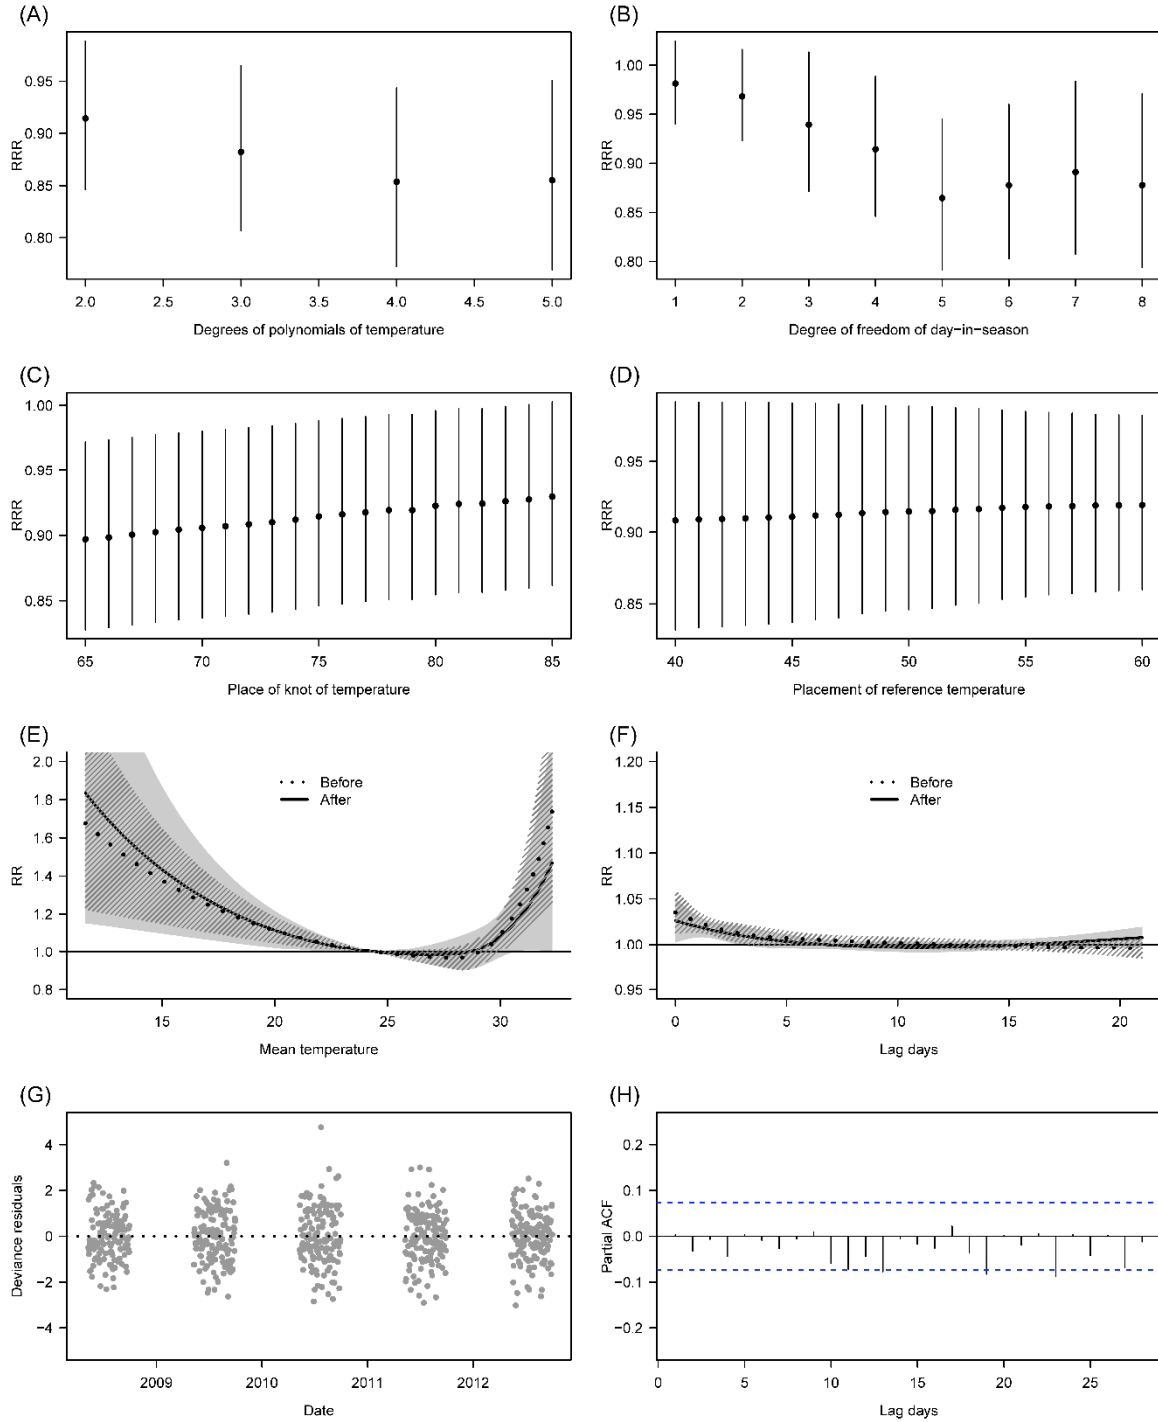 (A)
RRR
0.95
0.90
0.85
0.80
2.0 2.5 3.0 3.5 4.0 4.5 5.0
Degrees of polynomials of temperature
(B)
RRR
1.00
0.95
0.90
0.85
0.80
1 2 3 4 5 6 7 8
Degree of freedom of day−in−season
(C)
RRR
1.00
0.95
0.90
0.85
65 70 75 80 85
Place of knot of temperature
(D)
RRR
0.95
0.90
0.85
40 45 50 55 60
Placement of reference temperature
(E)
RR
2.0
1.8
1.6
1.4
1.2
1.0
0.8
Before
After
15 20 25 30
Mean temperature
(F)
RR
1.20
1.15
1.10
1.05
1.00
0.95
Before
After
0 5 10 15 20
Lag days
(G)
Deviance residuals
4
2
0
−2
−4
2009 2010 2011 2012
Date
(H)
Partial ACF
0.2
0.1
0.0
−0.1
−0.2
0 5 10 15 20 25
Lag days